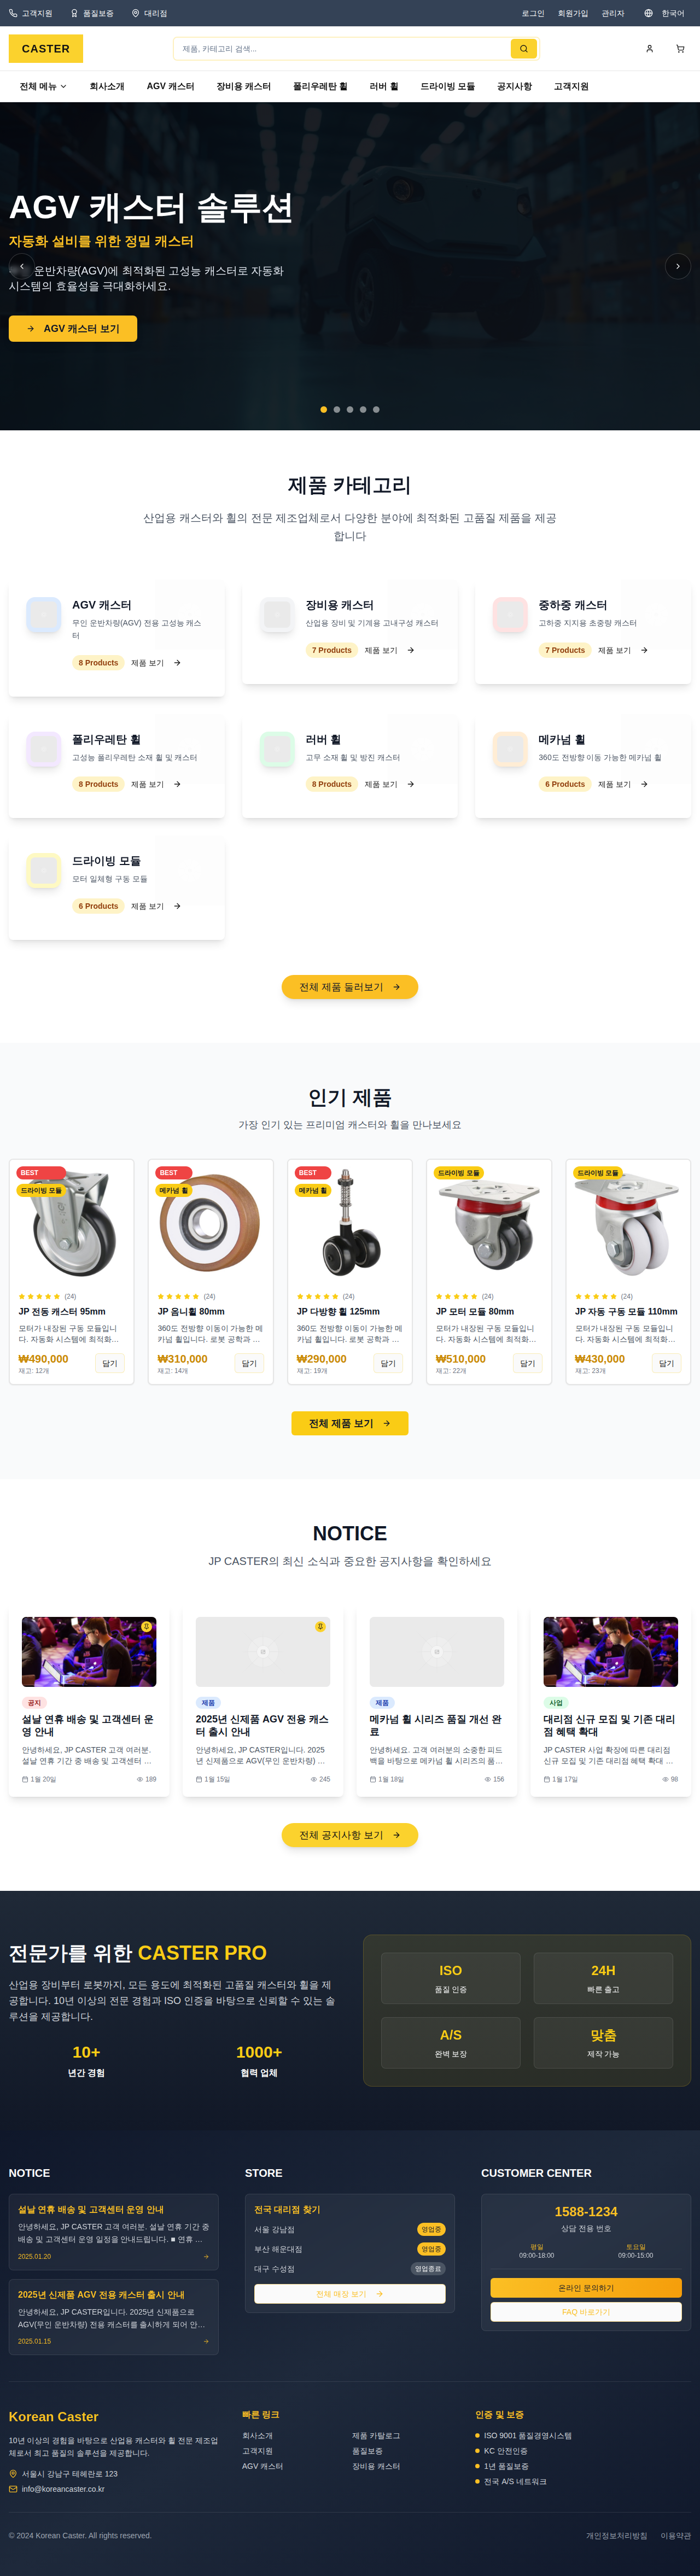 고객지원 품질보증 대리점 로그인 회원가입 관리자 한국어
CASTER 제품, 카테고리 검색...
전체 메뉴 회사소개 AGV 캐스터 장비용 캐스터 폴리우레탄 휠 러버 휠 드라이빙 모듈 공지사항 고객지원
AGV 캐스터 솔루션
자동화 설비를 위한 정밀 캐스터
운반차량(AGV)에 최적화된 고성능 캐스터로 자동화
시스템의 효율성을 극대화하세요.
AGV 캐스터 보기
제품 카테고리
산업용 캐스터와 휠의 전문 제조업체로서 다양한 분야에 최적화된 고품질 제품을 제공
합니다
AGV 캐스터
무인 운반차량(AGV) 전용 고성능 캐스
터
8 Products 제품 보기
장비용 캐스터
산업용 장비 및 기계용 고내구성 캐스터
7 Products 제품 보기
중하중 캐스터
고하중 지지용 초중량 캐스터
7 Products 제품 보기
폴리우레탄 휠
고성능 폴리우레탄 소재 휠 및 캐스터
8 Products 제품 보기
러버 휠
고무 소재 휠 및 방진 캐스터
8 Products 제품 보기
메카넘 휠
360도 전방향 이동 가능한 메카넘 휠
6 Products 제품 보기
드라이빙 모듈
모터 일체형 구동 모듈
6 Products 제품 보기
전체 제품 둘러보기
인기 제품
가장 인기 있는 프리미엄 캐스터와 휠을 만나보세요
BEST
드라이빙 모듈
(24)
JP 전동 캐스터 95mm
모터가 내장된 구동 모듈입니
다. 자동화 시스템에 최적화...
₩490,000
재고: 12개
담기
BEST
메카넘 휠
(24)
JP 옴니휠 80mm
360도 전방향 이동이 가능한 메
카넘 휠입니다. 로봇 공학과 ...
₩310,000
재고: 14개
담기
BEST
메카넘 휠
(24)
JP 다방향 휠 125mm
360도 전방향 이동이 가능한 메
카넘 휠입니다. 로봇 공학과 ...
₩290,000
재고: 19개
담기
드라이빙 모듈
(24)
JP 모터 모듈 80mm
모터가 내장된 구동 모듈입니
다. 자동화 시스템에 최적화...
₩510,000
재고: 22개
담기
드라이빙 모듈
(24)
JP 자동 구동 모듈 110mm
모터가 내장된 구동 모듈입니
다. 자동화 시스템에 최적화...
₩430,000
재고: 23개
담기
전체 제품 보기
NOTICE
JP CASTER의 최신 소식과 중요한 공지사항을 확인하세요
공지
설날 연휴 배송 및 고객센터 운
영 안내
안녕하세요, JP CASTER 고객 여러분.
설날 연휴 기간 중 배송 및 고객센터 ...
1월 20일 189
제품
2025년 신제품 AGV 전용 캐스
터 출시 안내
안녕하세요, JP CASTER입니다. 2025
년 신제품으로 AGV(무인 운반차량) ...
1월 15일 245
제품
메카넘 휠 시리즈 품질 개선 완
료
안녕하세요. 고객 여러분의 소중한 피드
백을 바탕으로 메카넘 휠 시리즈의 품...
1월 18일 156
사업
대리점 신규 모집 및 기존 대리
점 혜택 확대
JP CASTER 사업 확장에 따른 대리점
신규 모집 및 기존 대리점 혜택 확대 ...
1월 17일 98
전체 공지사항 보기
전문가를 위한 CASTER PRO
산업용 장비부터 로봇까지, 모든 용도에 최적화된 고품질 캐스터와 휠을 제
공합니다. 10년 이상의 전문 경험과 ISO 인증을 바탕으로 신뢰할 수 있는 솔
루션을 제공합니다.
10+ 1000+
년간 경험 협력 업체
ISO 24H
품질 인증 빠른 출고
A/S 맞춤
완벽 보장 제작 가능
NOTICE
설날 연휴 배송 및 고객센터 운영 안내
안녕하세요, JP CASTER 고객 여러분. 설날 연휴 기간 중
배송 및 고객센터 운영 일정을 안내드립니다. ■ 연휴 ...
2025.01.20
2025년 신제품 AGV 전용 캐스터 출시 안내
안녕하세요, JP CASTER입니다. 2025년 신제품으로
AGV(무인 운반차량) 전용 캐스터를 출시하게 되어 안...
2025.01.15
STORE
전국 대리점 찾기
서울 강남점 영업중
부산 해운대점 영업중
대구 수성점 영업종료
전체 매장 보기
CUSTOMER CENTER
1588-1234
상담 전용 번호
평일 토요일
09:00-18:00 09:00-15:00
온라인 문의하기
FAQ 바로가기
Korean Caster
10년 이상의 경험을 바탕으로 산업용 캐스터와 휠 전문 제조업
체로서 최고 품질의 솔루션을 제공합니다.
서울시 강남구 테헤란로 123
info@koreancaster.co.kr
빠른 링크
회사소개 제품 카탈로그
고객지원 품질보증
AGV 캐스터 장비용 캐스터
인증 및 보증
ISO 9001 품질경영시스템
KC 안전인증
1년 품질보증
전국 A/S 네트워크
© 2024 Korean Caster. All rights reserved. 개인정보처리방침 이용약관